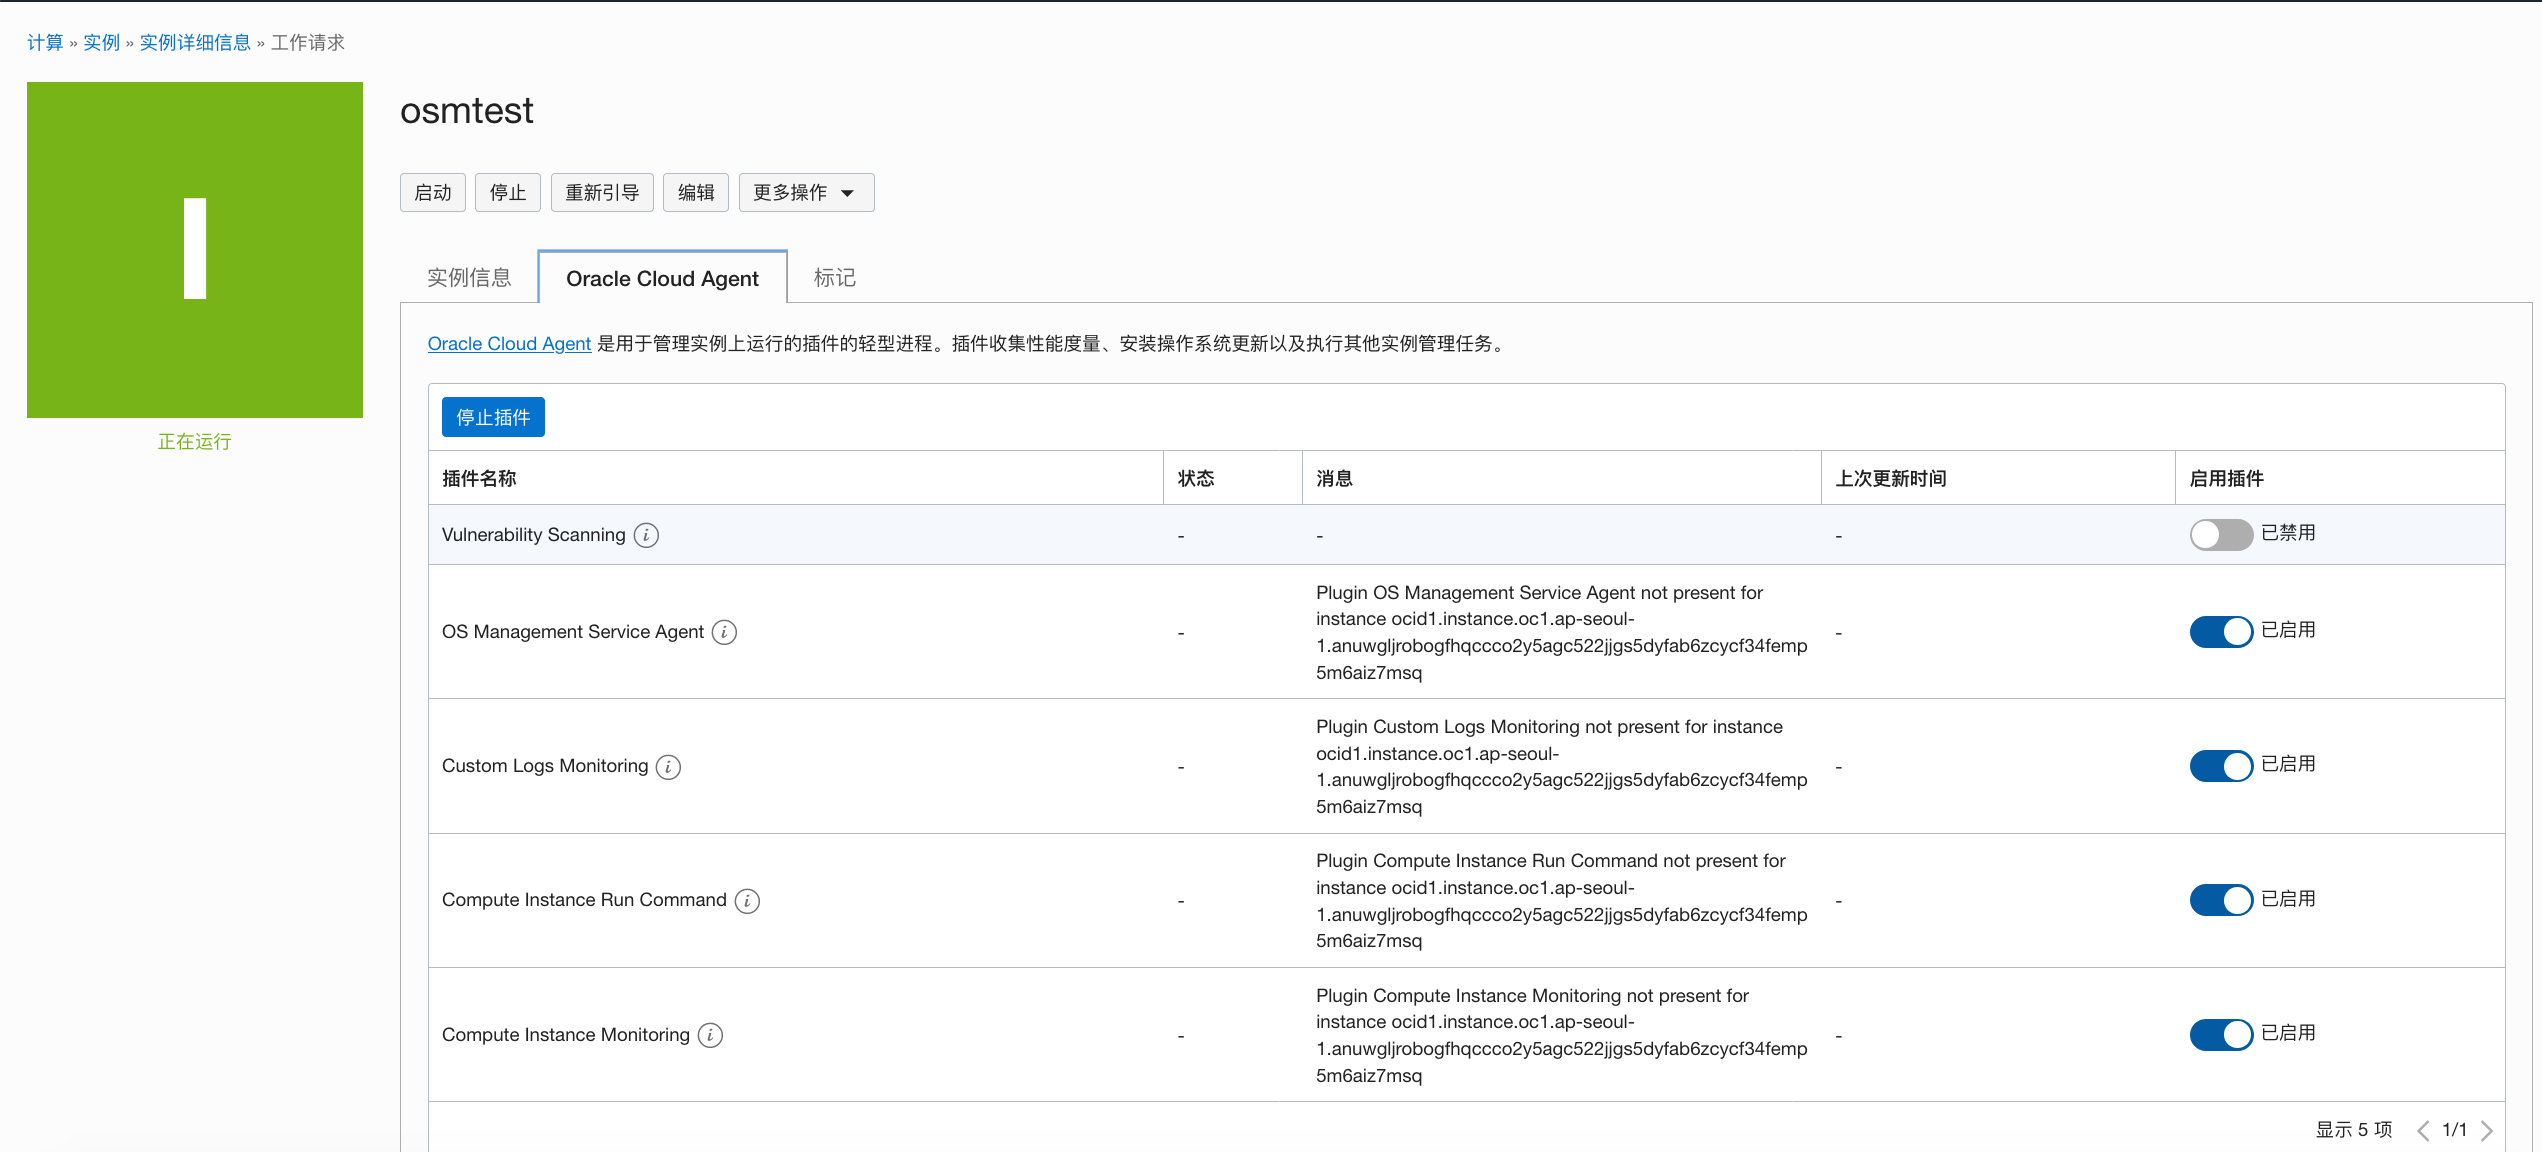 计算 » 实例 » 实例详细信息 » 工作请求
正在运行
osmtest
启动 停止 重新引导 编辑 更多操作
实例信息 Oracle Cloud Agent 标记
Oracle Cloud Agent 是用于管理实例上运行的插件的轻型进程。插件收集性能度量、安装操作系统更新以及执行其他实例管理任务。
停止插件
插件名称 状态 消息 上次更新时间 启用插件
Vulnerability Scanning i - - - 已禁用
OS Management Service Agent i - Plugin OS Management Service Agent not present for
instance ocid1.instance.oc1.ap-seoul-
1.anuwgljrobogfhqccco2y5agc522jjgs5dyfab6zcycf34femp
5m6aiz7msq - 已启用
Custom Logs Monitoring i - Plugin Custom Logs Monitoring not present for instance
ocid1.instance.oc1.ap-seoul-
1.anuwgljrobogfhqccco2y5agc522jjgs5dyfab6zcycf34femp
5m6aiz7msq - 已启用
Compute Instance Run Command i - Plugin Compute Instance Run Command not present for
instance ocid1.instance.oc1.ap-seoul-
1.anuwgljrobogfhqccco2y5agc522jjgs5dyfab6zcycf34femp
5m6aiz7msq - 已启用
Compute Instance Monitoring i - Plugin Compute Instance Monitoring not present for
instance ocid1.instance.oc1.ap-seoul-
1.anuwgljrobogfhqccco2y5agc522jjgs5dyfab6zcycf34femp
5m6aiz7msq - 已启用
显示 5 项 1/1